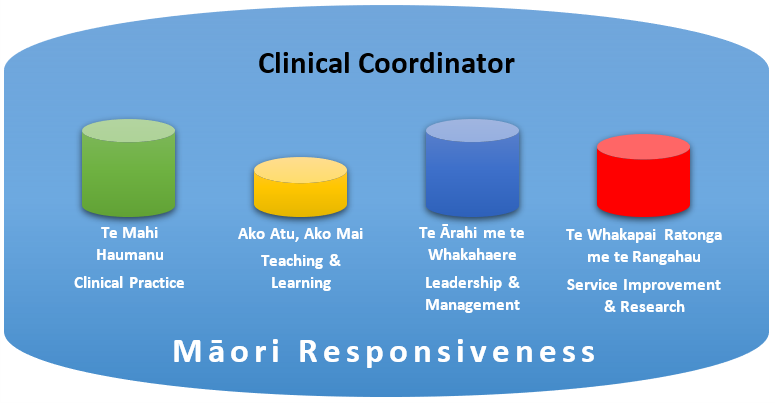 Clinical Coordinator
Te Mahi
Haumanu
Clinical Practice
Ako Atu, Ako Mai
Teaching &
Learning
Te Ārahi me te
Whakahaere
Leadership &
Management
Te Whakapai Ratonga
me te Rangahau
Service Improvement
& Research
Māori Responsiveness